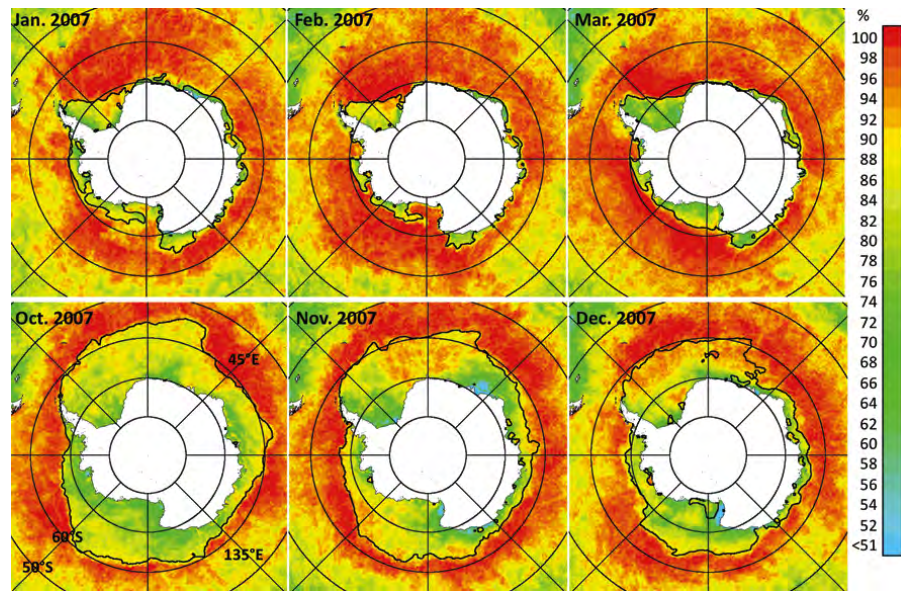 Jan. 2007
Feb. 2007
Mar. 2007
%
100
98
96
94
92
90
88
86
84
82
80
78
76
74
72
70
68
66
64
62
60
58
56
54
52
<51
Oct. 2007
45°E
60°S
50°S
135°E
Nov. 2007
Dec. 2007